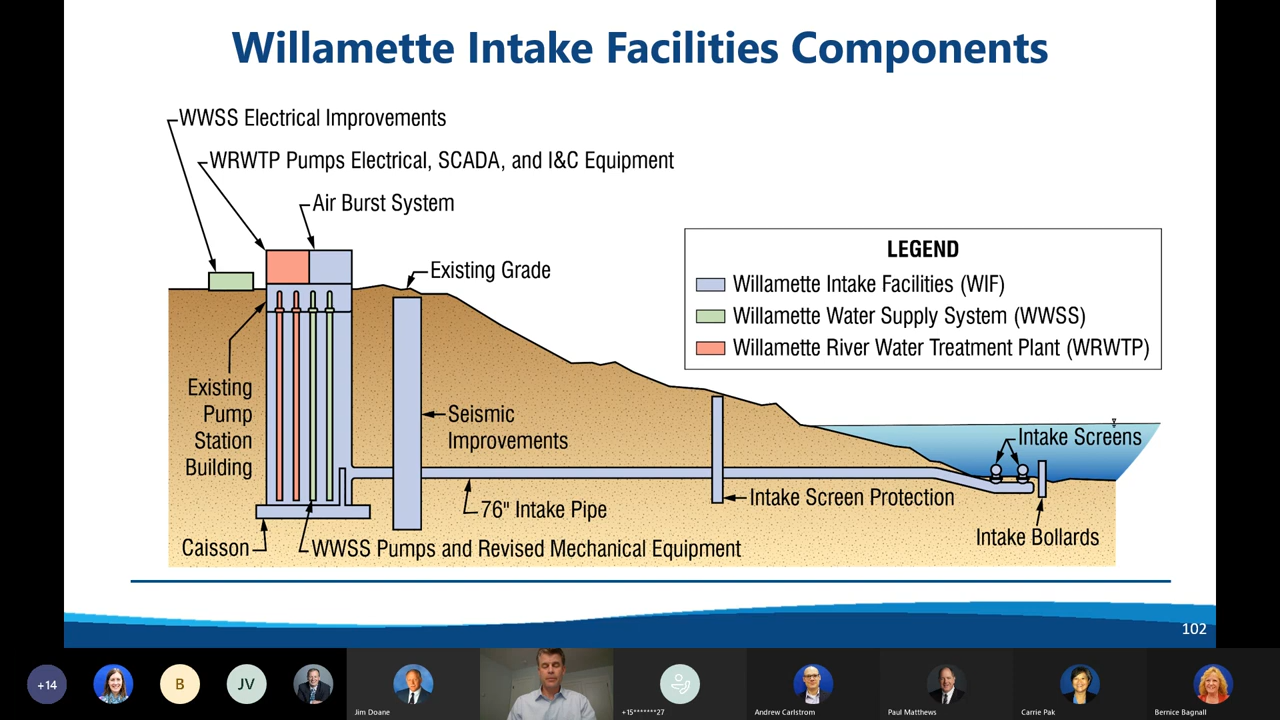 Willamette Intake Facilities Components
WWSS Electrical Improvements
WRWTP Pumps Electrical, SCADA, and I&C Equipment
Air Burst System
Existing Grade
LEGEND
Willamette Intake Facilities (WIF)
Willamette Water Supply System (WWSS)
Willamette River Water Treatment Plant (WRWTP)
Existing
Pump
Station
Building
Seismic
Improvements
Intake Screens
76" Intake Pipe
Intake Screen Protection
Intake Bollards
Caisson
WWSS Pumps and Revised Mechanical Equipment
102
+14
B
JV
Jim Doane
+15*******27
Andrew Carlstrom
Paul Matthews
Carrie Pak
Bernice Bagnall